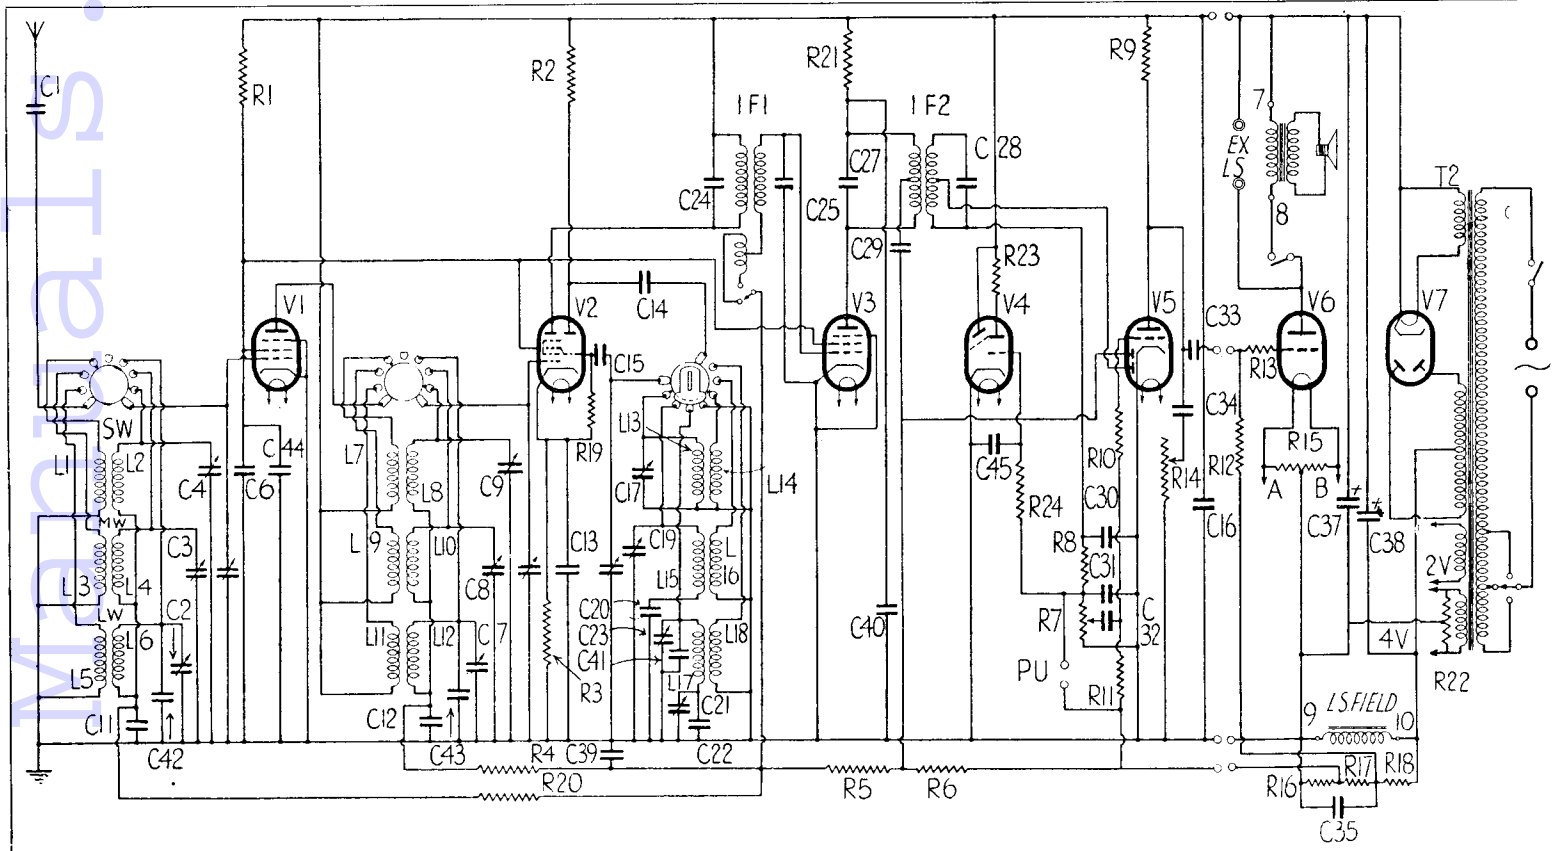 C1
R1
R2
R21
R9
1F1
1F2
7
EX
LS
C24
C25
C27
C28
C29
8
T2
R23
V1
V2
C14
V3
V4
V5
C33
V6
V7
C15
R13
SW
L1
L2
C44
C4
C6
L7
L8
C9
R19
L13
C17
L14
C45
R10
C34
R14
R12
R15
A
B
MW
C3
L3
L4
L9
L10
C8
C13
C19
L15
L16
R24
C30
R8
C31
C16
C37
+
C38
+
2V
LW
C2
L5
L6
L11
L12
C7
C20
C23
C41
L17
L18
R3
C40
R7
C32
PU
4V
R22
C11
C42
C12
C43
R4
C39
C21
C22
R11
9
LS FIELD
10
R20
R5
R6
R16
R17
R18
C35
Manuals.